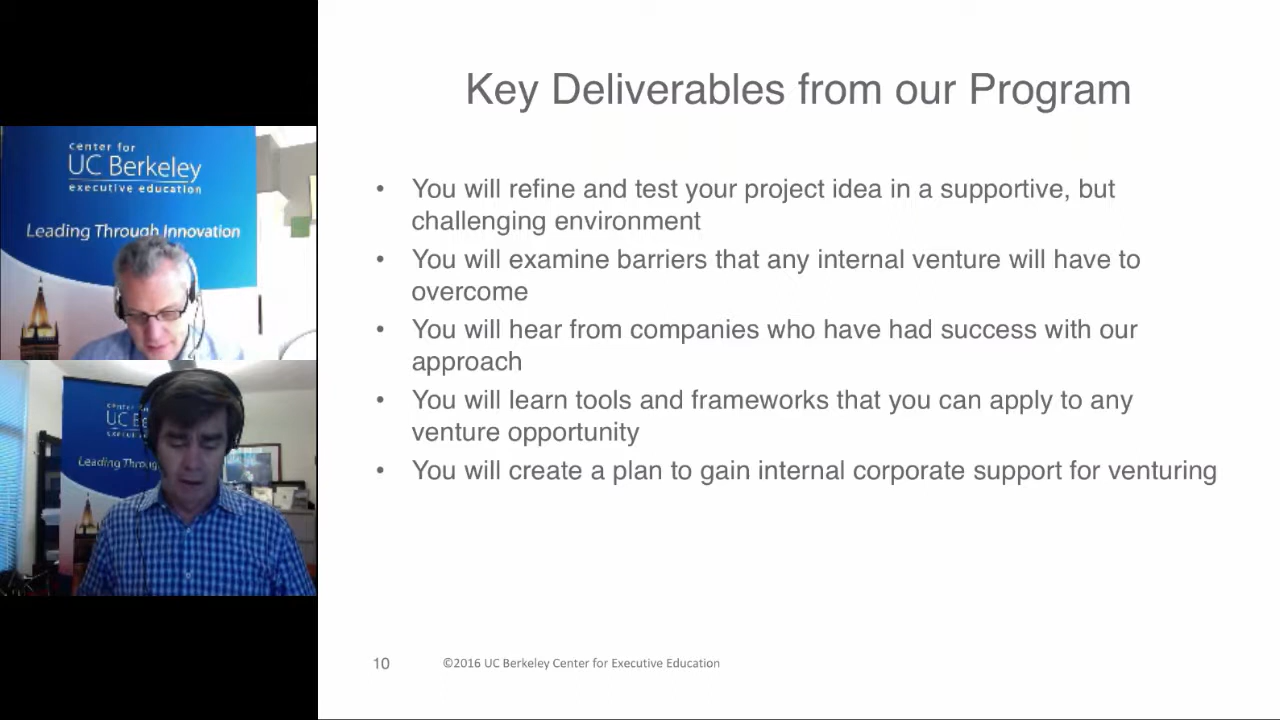 center for
UC Berkeley
executive education
Leading Through Innovation
center
UC Be
Leading Throu
Key Deliverables from our Program
• You will refine and test your project idea in a supportive, but
challenging environment
• You will examine barriers that any internal venture will have to
overcome
• You will hear from companies who have had success with our
approach
• You will learn tools and frameworks that you can apply to any
venture opportunity
• You will create a plan to gain internal corporate support for venturing
10
©2016 UC Berkeley Center for Executive Education